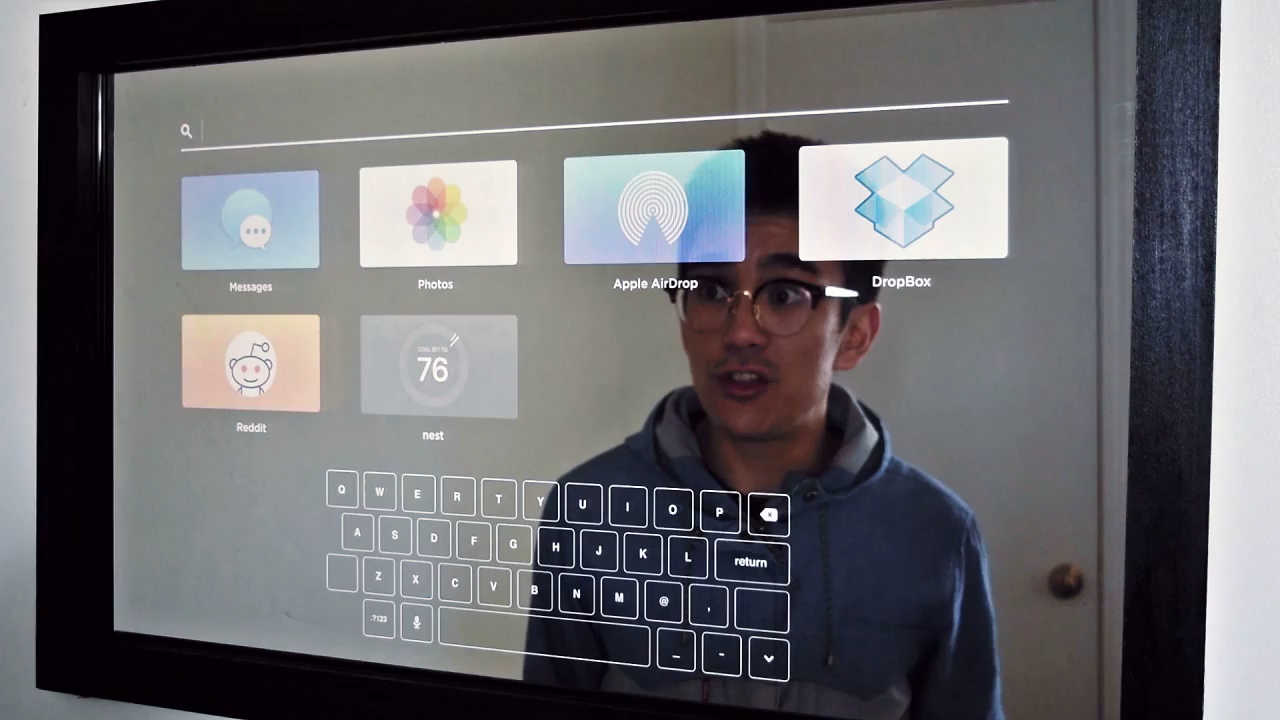 Messages Photos Apple AirDrop DropBox
COOL SET TO
76
Reddit nest
Q W E R T Y U I O P
A S D F G H J K L return
Z X C V B N M @ ,
.?123 _ -